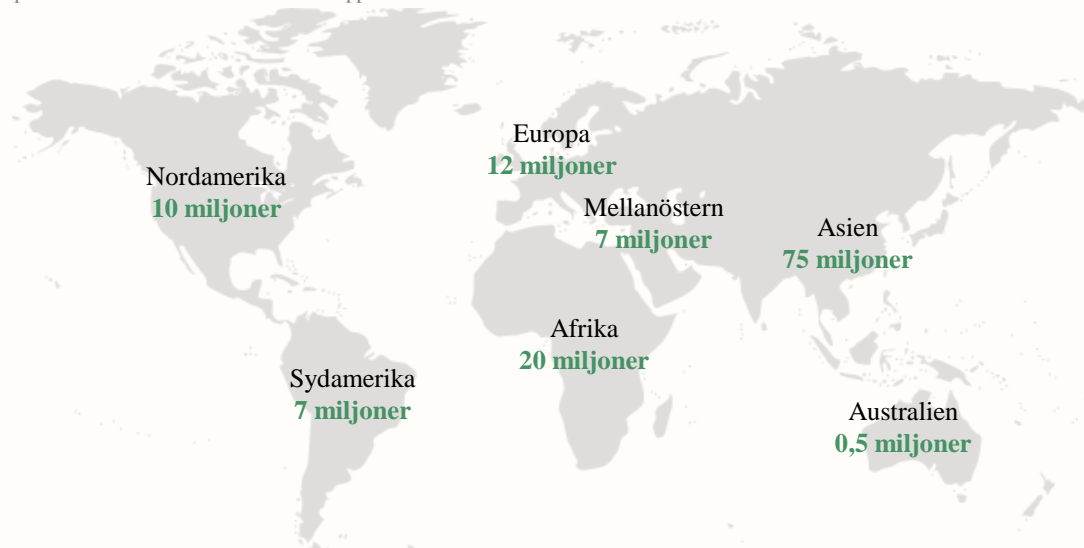 Europa
12 miljoner
Nordamerika
10 miljoner
Mellanöstern
7 miljoner
Asien
75 miljoner
Afrika
20 miljoner
Sydamerika
7 miljoner
Australien
0,5 miljoner